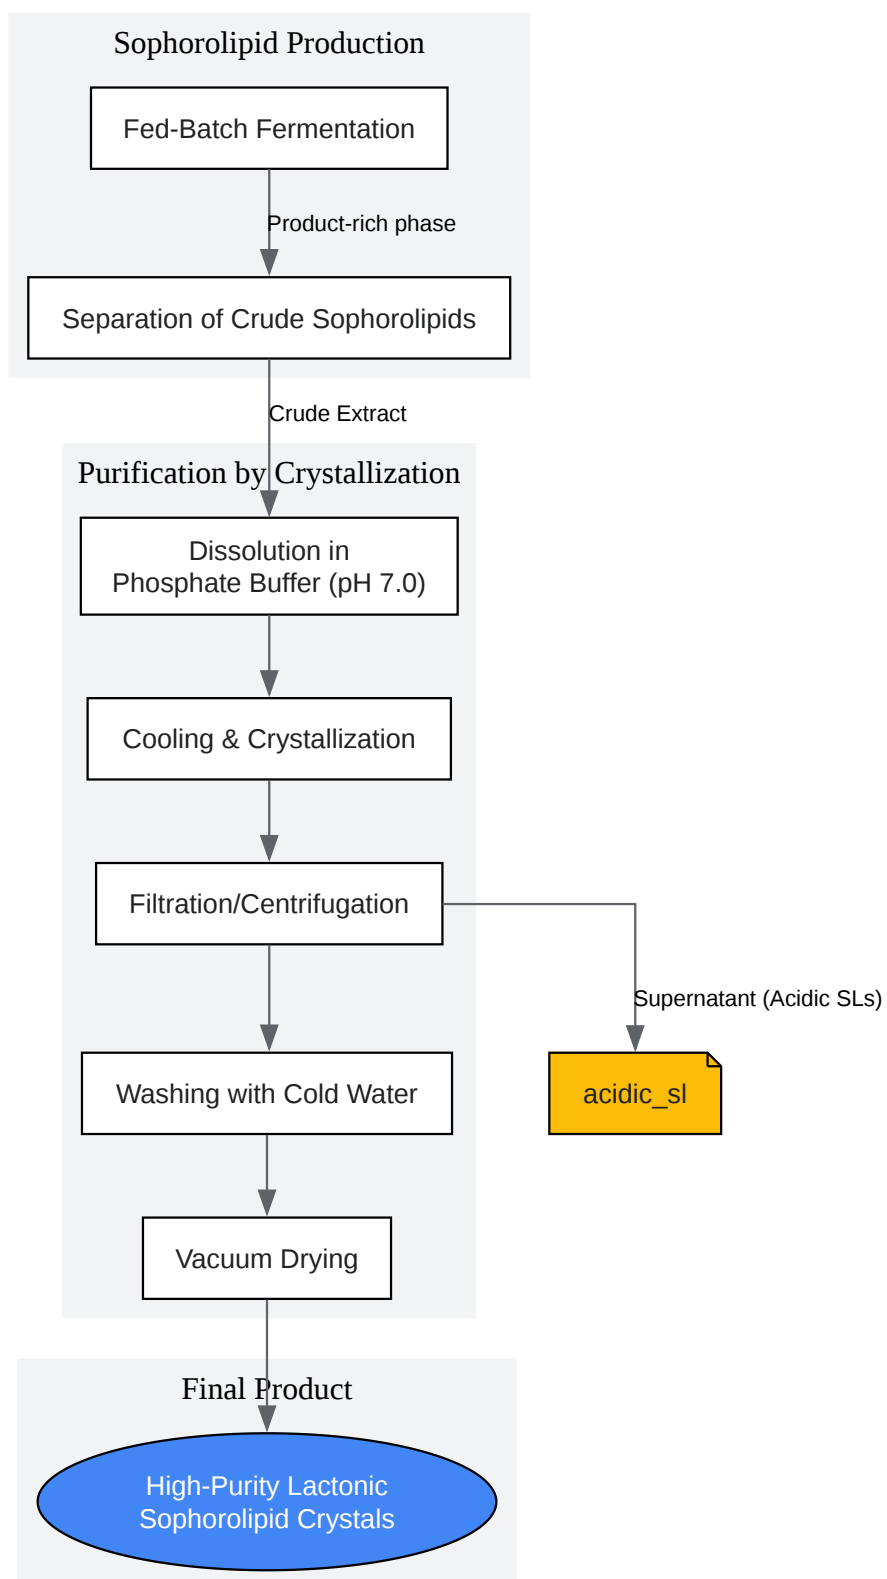 Sophorolipid Production
Fed-Batch Fermentation
Product-rich phase
Separation of Crude Sophorolipids
Crude Extract
Purification by Crystallization
Dissolution in
Phosphate Buffer (pH 7.0)
Cooling & Crystallization
Filtration/Centrifugation
Supernatant (Acidic SLs)
Washing with Cold Water
acidic_sl
Vacuum Drying
Final Product
High-Purity Lactonic
Sophorolipid Crystals